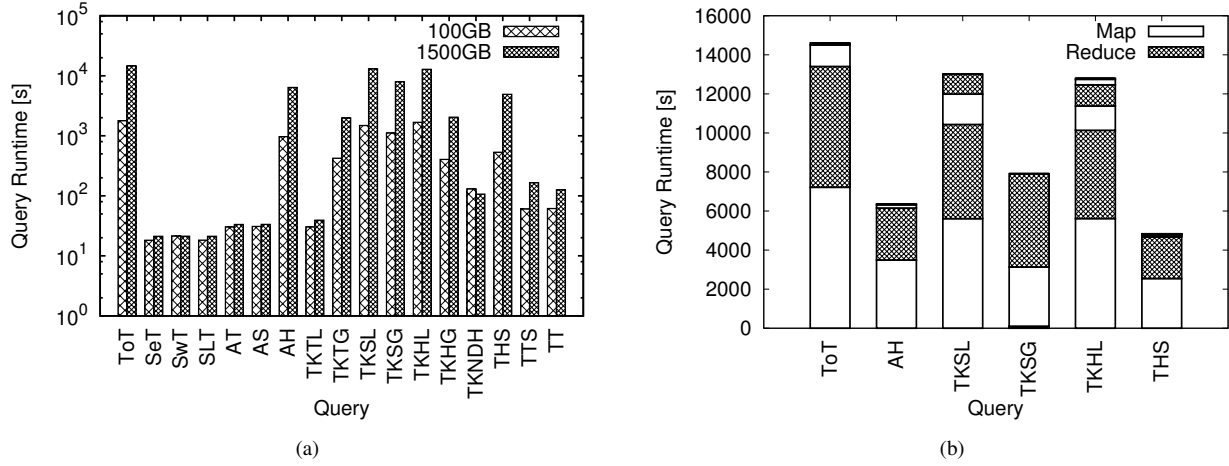 10^5
10^4
10^3
10^2
10^1
10^0
Query Runtime [s]
100GB
1500GB
ToT
SeT
SwT
SLT
AT
AS
AH
TKTL
TKTG
TKSL
TKSG
TKHL
TKHG
TKNDH
THS
TTS
TT
Query
(a)
16000
14000
12000
10000
8000
6000
4000
2000
0
Query Runtime [s]
Map
Reduce
ToT
AH
TKSL
TKSG
TKHL
THS
Query
(b)